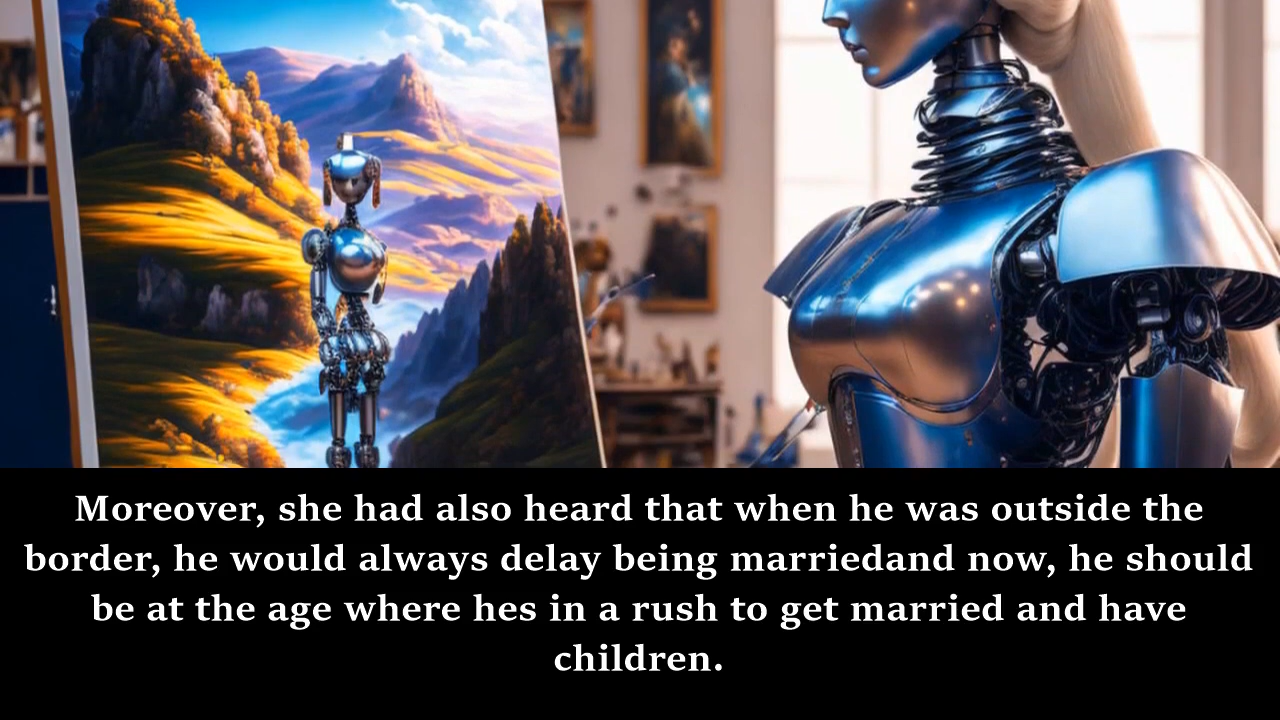 Moreover, she had also heard that when he was outside the
border, he would always delay being marriedand now, he should
be at the age where hes in a rush to get married and have
children.